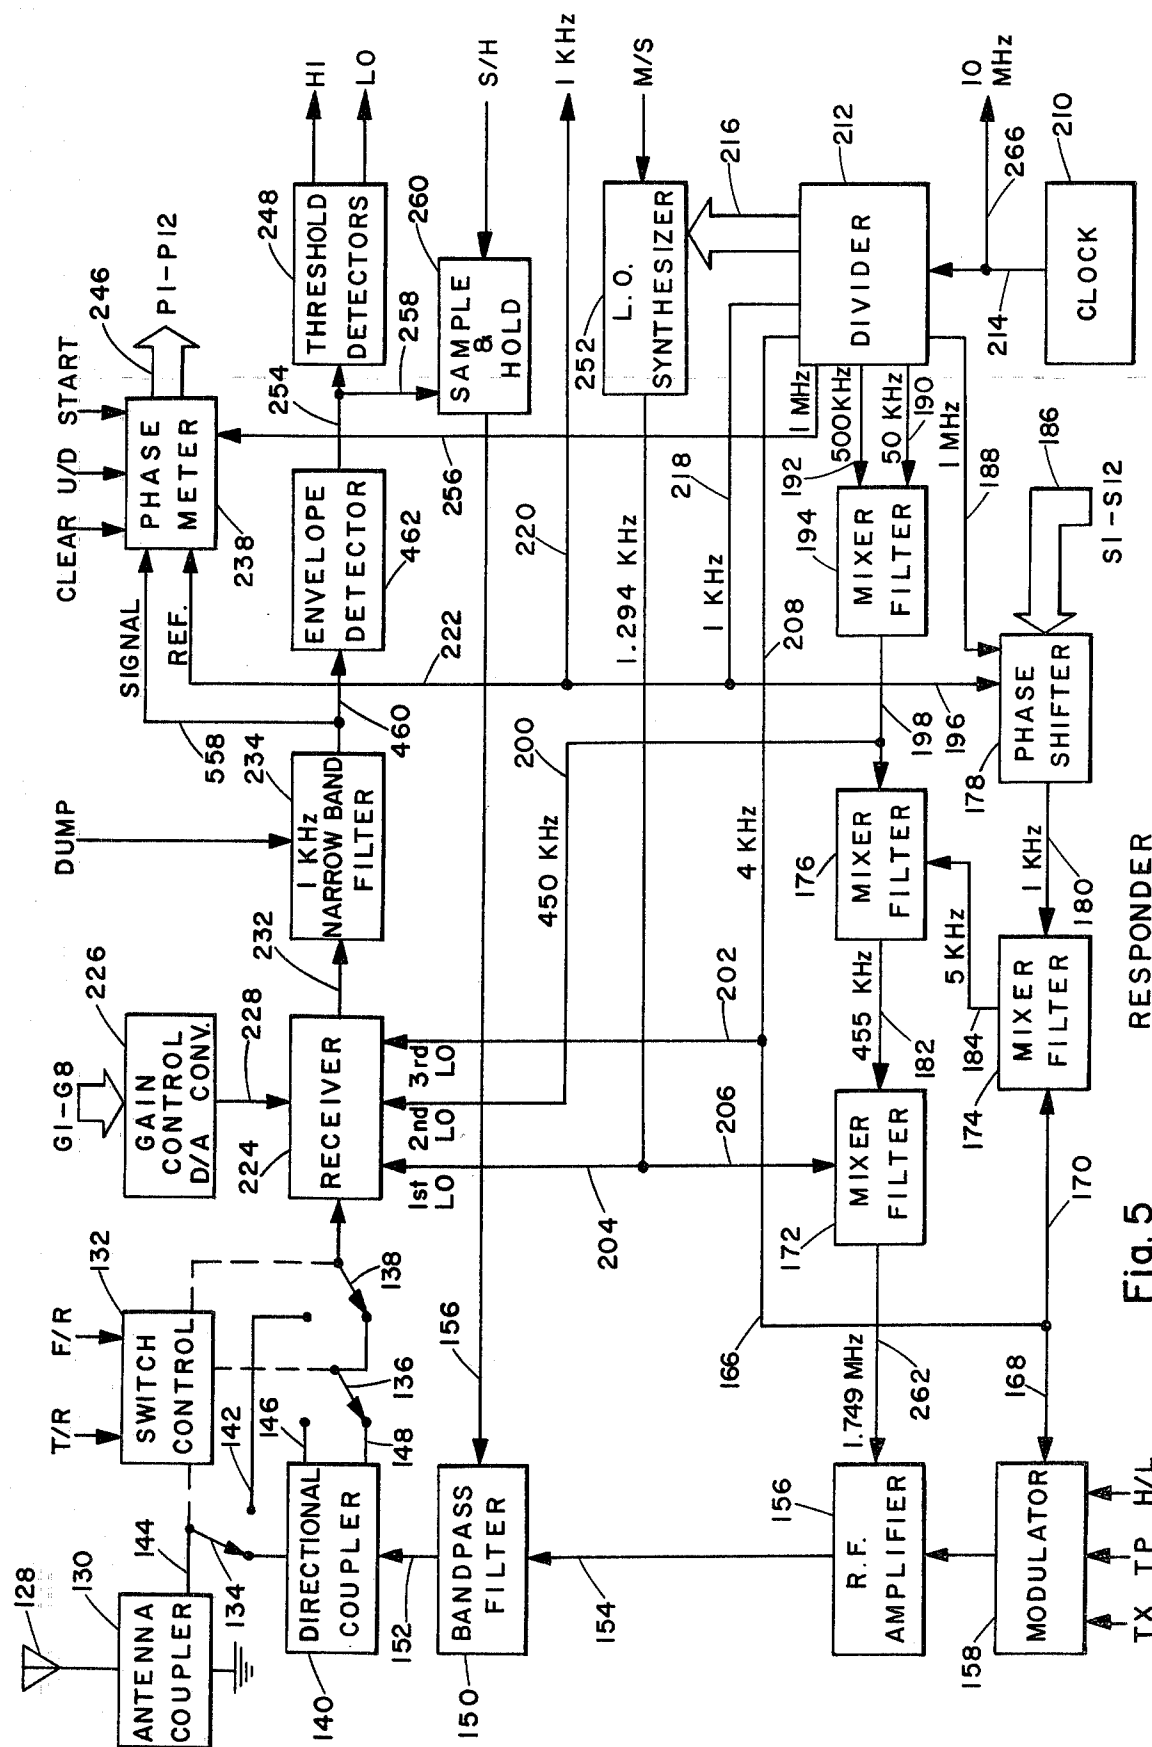 128
130
ANTENNA
COUPLER
144
134
T/R
F/R
132
SWITCH
CONTROL
142
146
148
136
138
G1-G8
226
GAIN
CONTROL
D/A CONV.
228
224
RECEIVER
1st
LO
2nd
LO
3rd
LO
232
DUMP
234
1 KHz
NARROW BAND
FILTER
558
SIGNAL
REF.
460
CLEAR
U/D
START
238
PHASE
METER
246
P1-P12
ENVELOPE
DETECTOR
462
254
248
THRESHOLD
DETECTORS
HI
LO
258
260
SAMPLE
&
HOLD
S/H
256
222
220
1 KHz
140
DIRECTIONAL
COUPLER
152
150
BANDPASS
FILTER
156
154
204
206
202
450 KHz
200
1.294 KHz
252
L.O.
SYNTHESIZER
M/S
216
218
1 KHz
208
4 KHz
166
212
DIVIDER
1 MHz
500KHz
192
50 KHz
190
1 MHz
188
194
MIXER
FILTER
198
196
176
MIXER
FILTER
455 KHz
182
172
MIXER
FILTER
1.749 MHz
262
156
R.F.
AMPLIFIER
158
MODULATOR
TX
TP
H/L
168
170
174
MIXER
FILTER
184
5 KHz
1 KHz
180
178
PHASE
SHIFTER
186
S1-S12
214
266
10
MHz
210
CLOCK
Fig. 5
RESPONDER